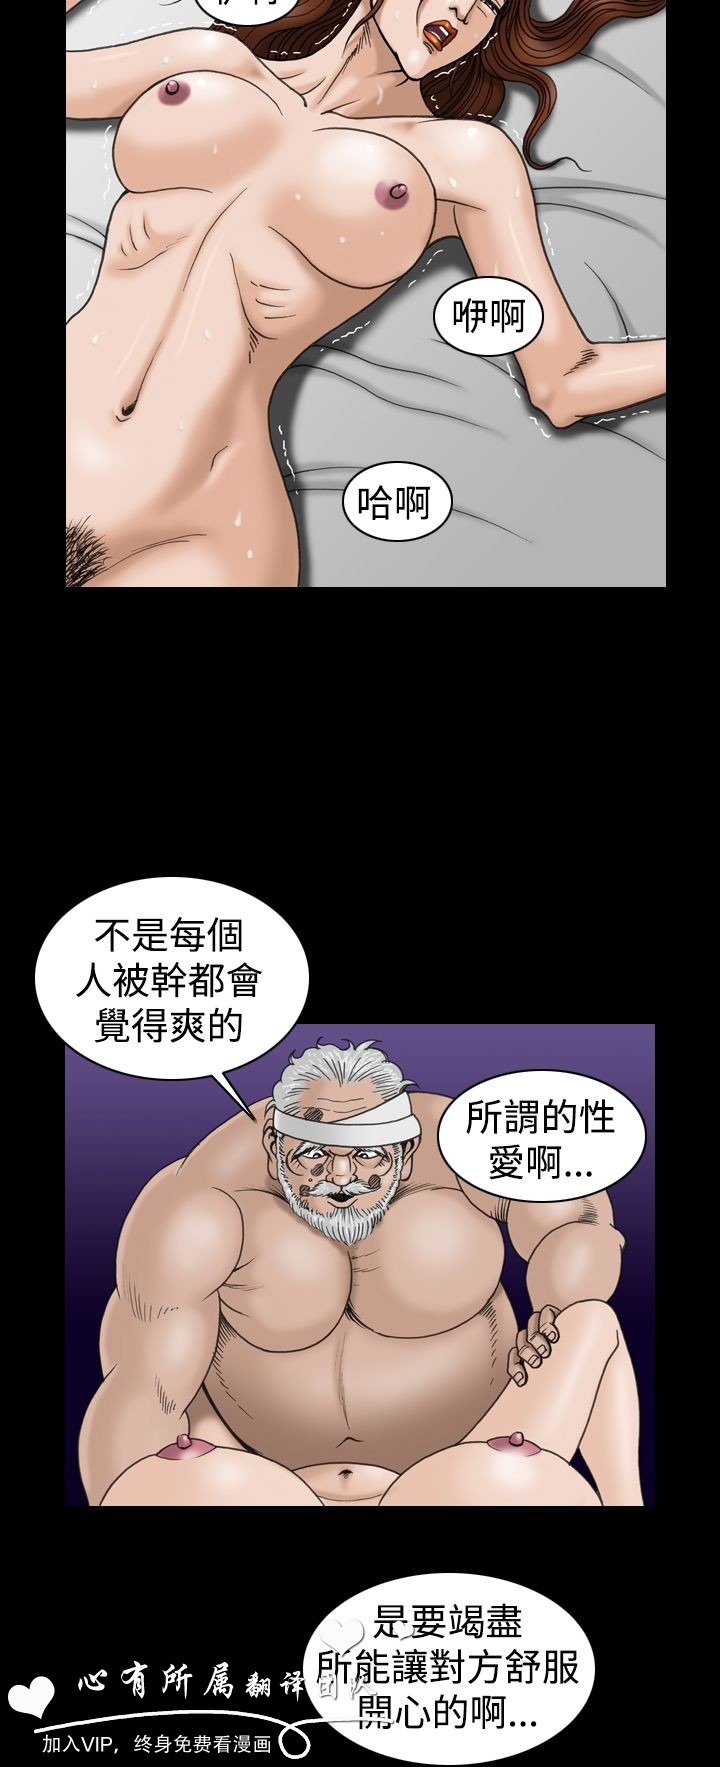 咿啊
哈啊
不是每個
人被幹都會
覺得爽的
所謂的性
愛啊...
是要竭盡
所能讓對方舒服
開心的啊...
心有所属翻译团队
加入VIP，终身免费看漫画